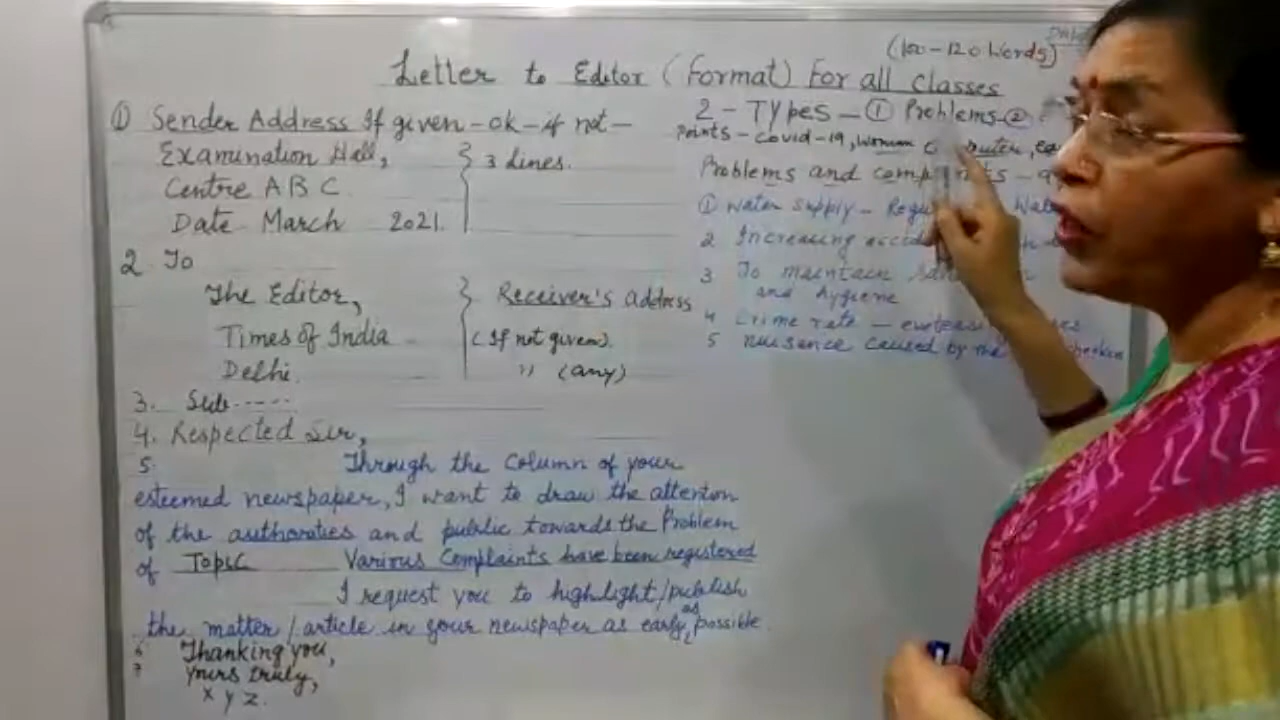 (100-120 words)
Letter to Editor (Format) For all classes
① Sender Address If given - ok - if not -
Examination Hall,
Centre A B C
Date March 2021.
} 3 Lines.
2. To
The Editor,
Times of India
Delhi.
} Receiver's address
(If not given)
" (any)
3. Sub-----
4. Respected Sir,
5 Through the column of your
esteemed newspaper, I want to draw the attention
of the authorities and public towards the Problem
of Topic Various Complaints have been registered
I request you to highlight/publish
the matter/article in your newspaper as early as possible.
6 Thanking you,
7 yours truly,
x y z.
2 - Types - ① Problems ②
Points - Covid-19, Woman
Problems and
① Water supply -
2 Increasing
3 To maintain
and hygiene
4 Crime rate -
5 nuisence caused by the